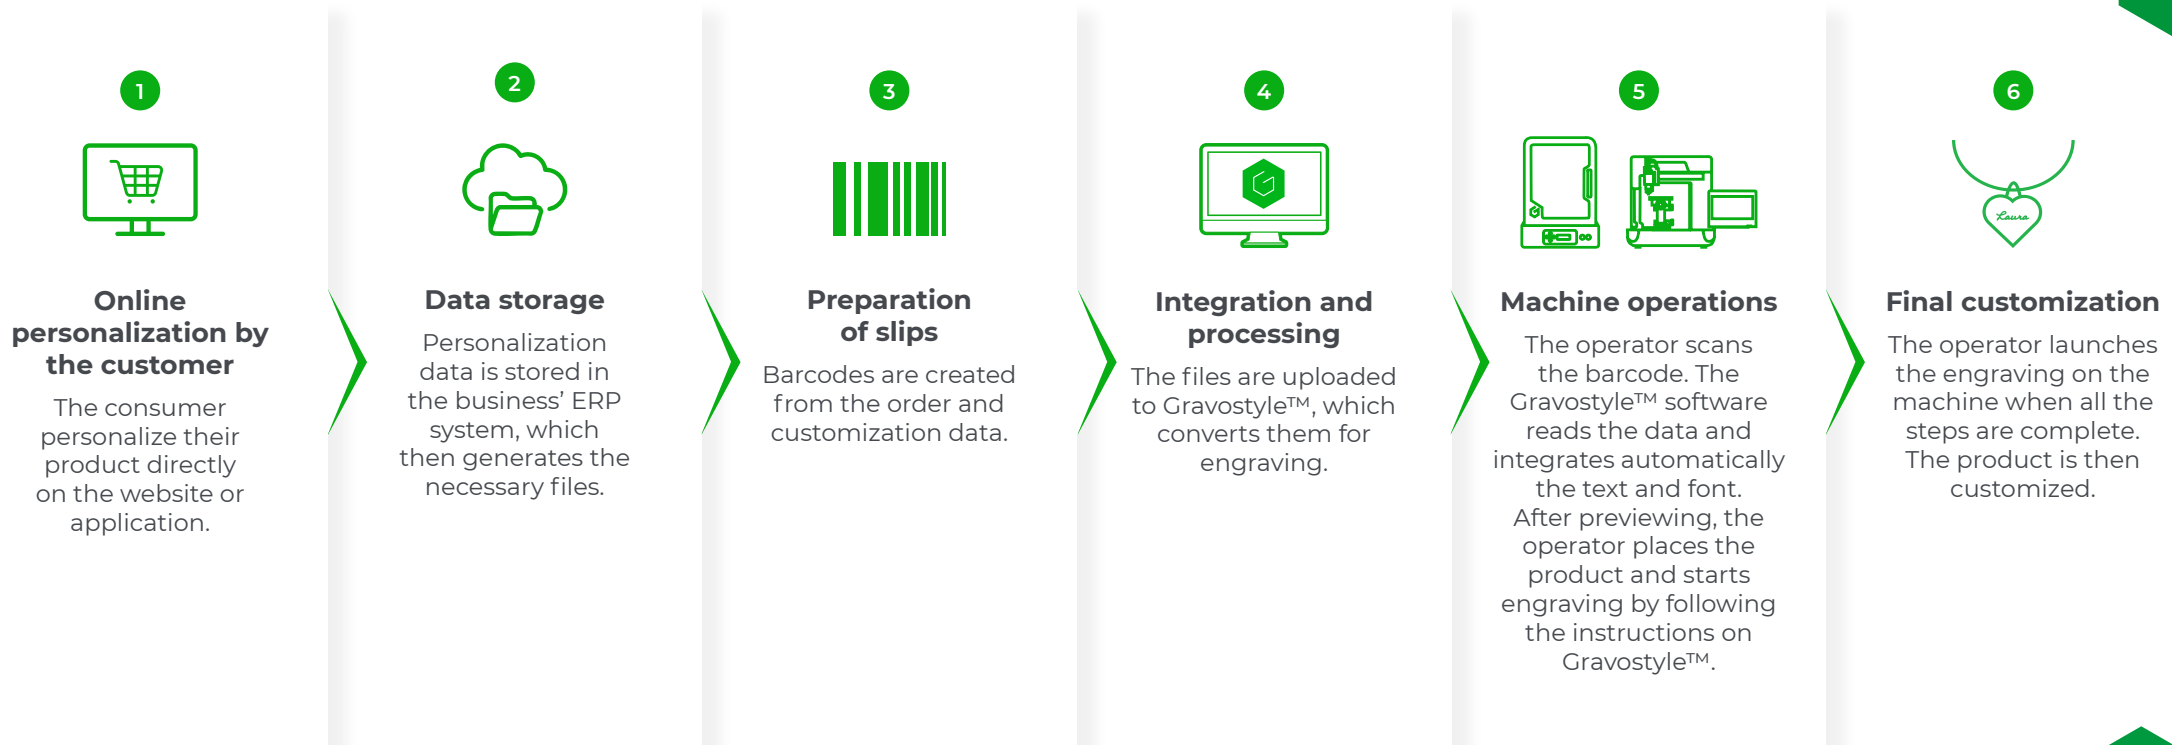 1
Online
personalization by
the customer
The consumer
personalize their
product directly
on the website or
application.
2
Data storage
Personalization
data is stored in
the business’ ERP
system, which
then generates the
necessary files.
3
Preparation
of slips
Barcodes are created
from the order and
customization data.
4
Integration and
processing
The files are uploaded
to Gravostyle™, which
converts them for
engraving.
5
Machine operations
The operator scans
the barcode. The
Gravostyle™ software
reads the data and
integrates automatically
the text and font.
After previewing, the
operator places the
product and starts
engraving by following
the instructions on
Gravostyle™.
6
Laura
Final customization
The operator launches
the engraving on the
machine when all the
steps are complete.
The product is then
customized.